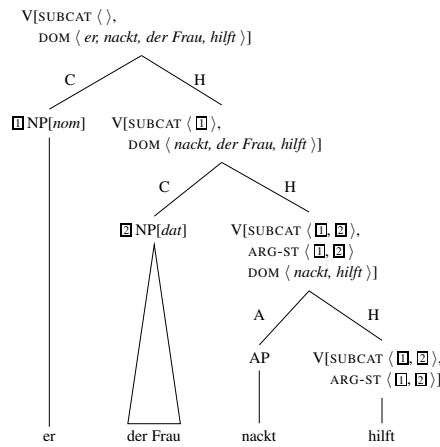 V[SUBCAT ⟨ ⟩,
DOM ⟨ er, nackt, der Frau, hilft ⟩]
C H
1 NP[nom] V[SUBCAT ⟨ 1 ⟩,
DOM ⟨ nackt, der Frau, hilft ⟩]
C H
2 NP[dat] V[SUBCAT ⟨ 1, 2 ⟩,
ARG-ST ⟨ 1, 2 ⟩
DOM ⟨ nackt, hilft ⟩]
A H
AP V[SUBCAT ⟨ 1, 2 ⟩,
ARG-ST ⟨ 1, 2 ⟩]
er der Frau nackt hilft